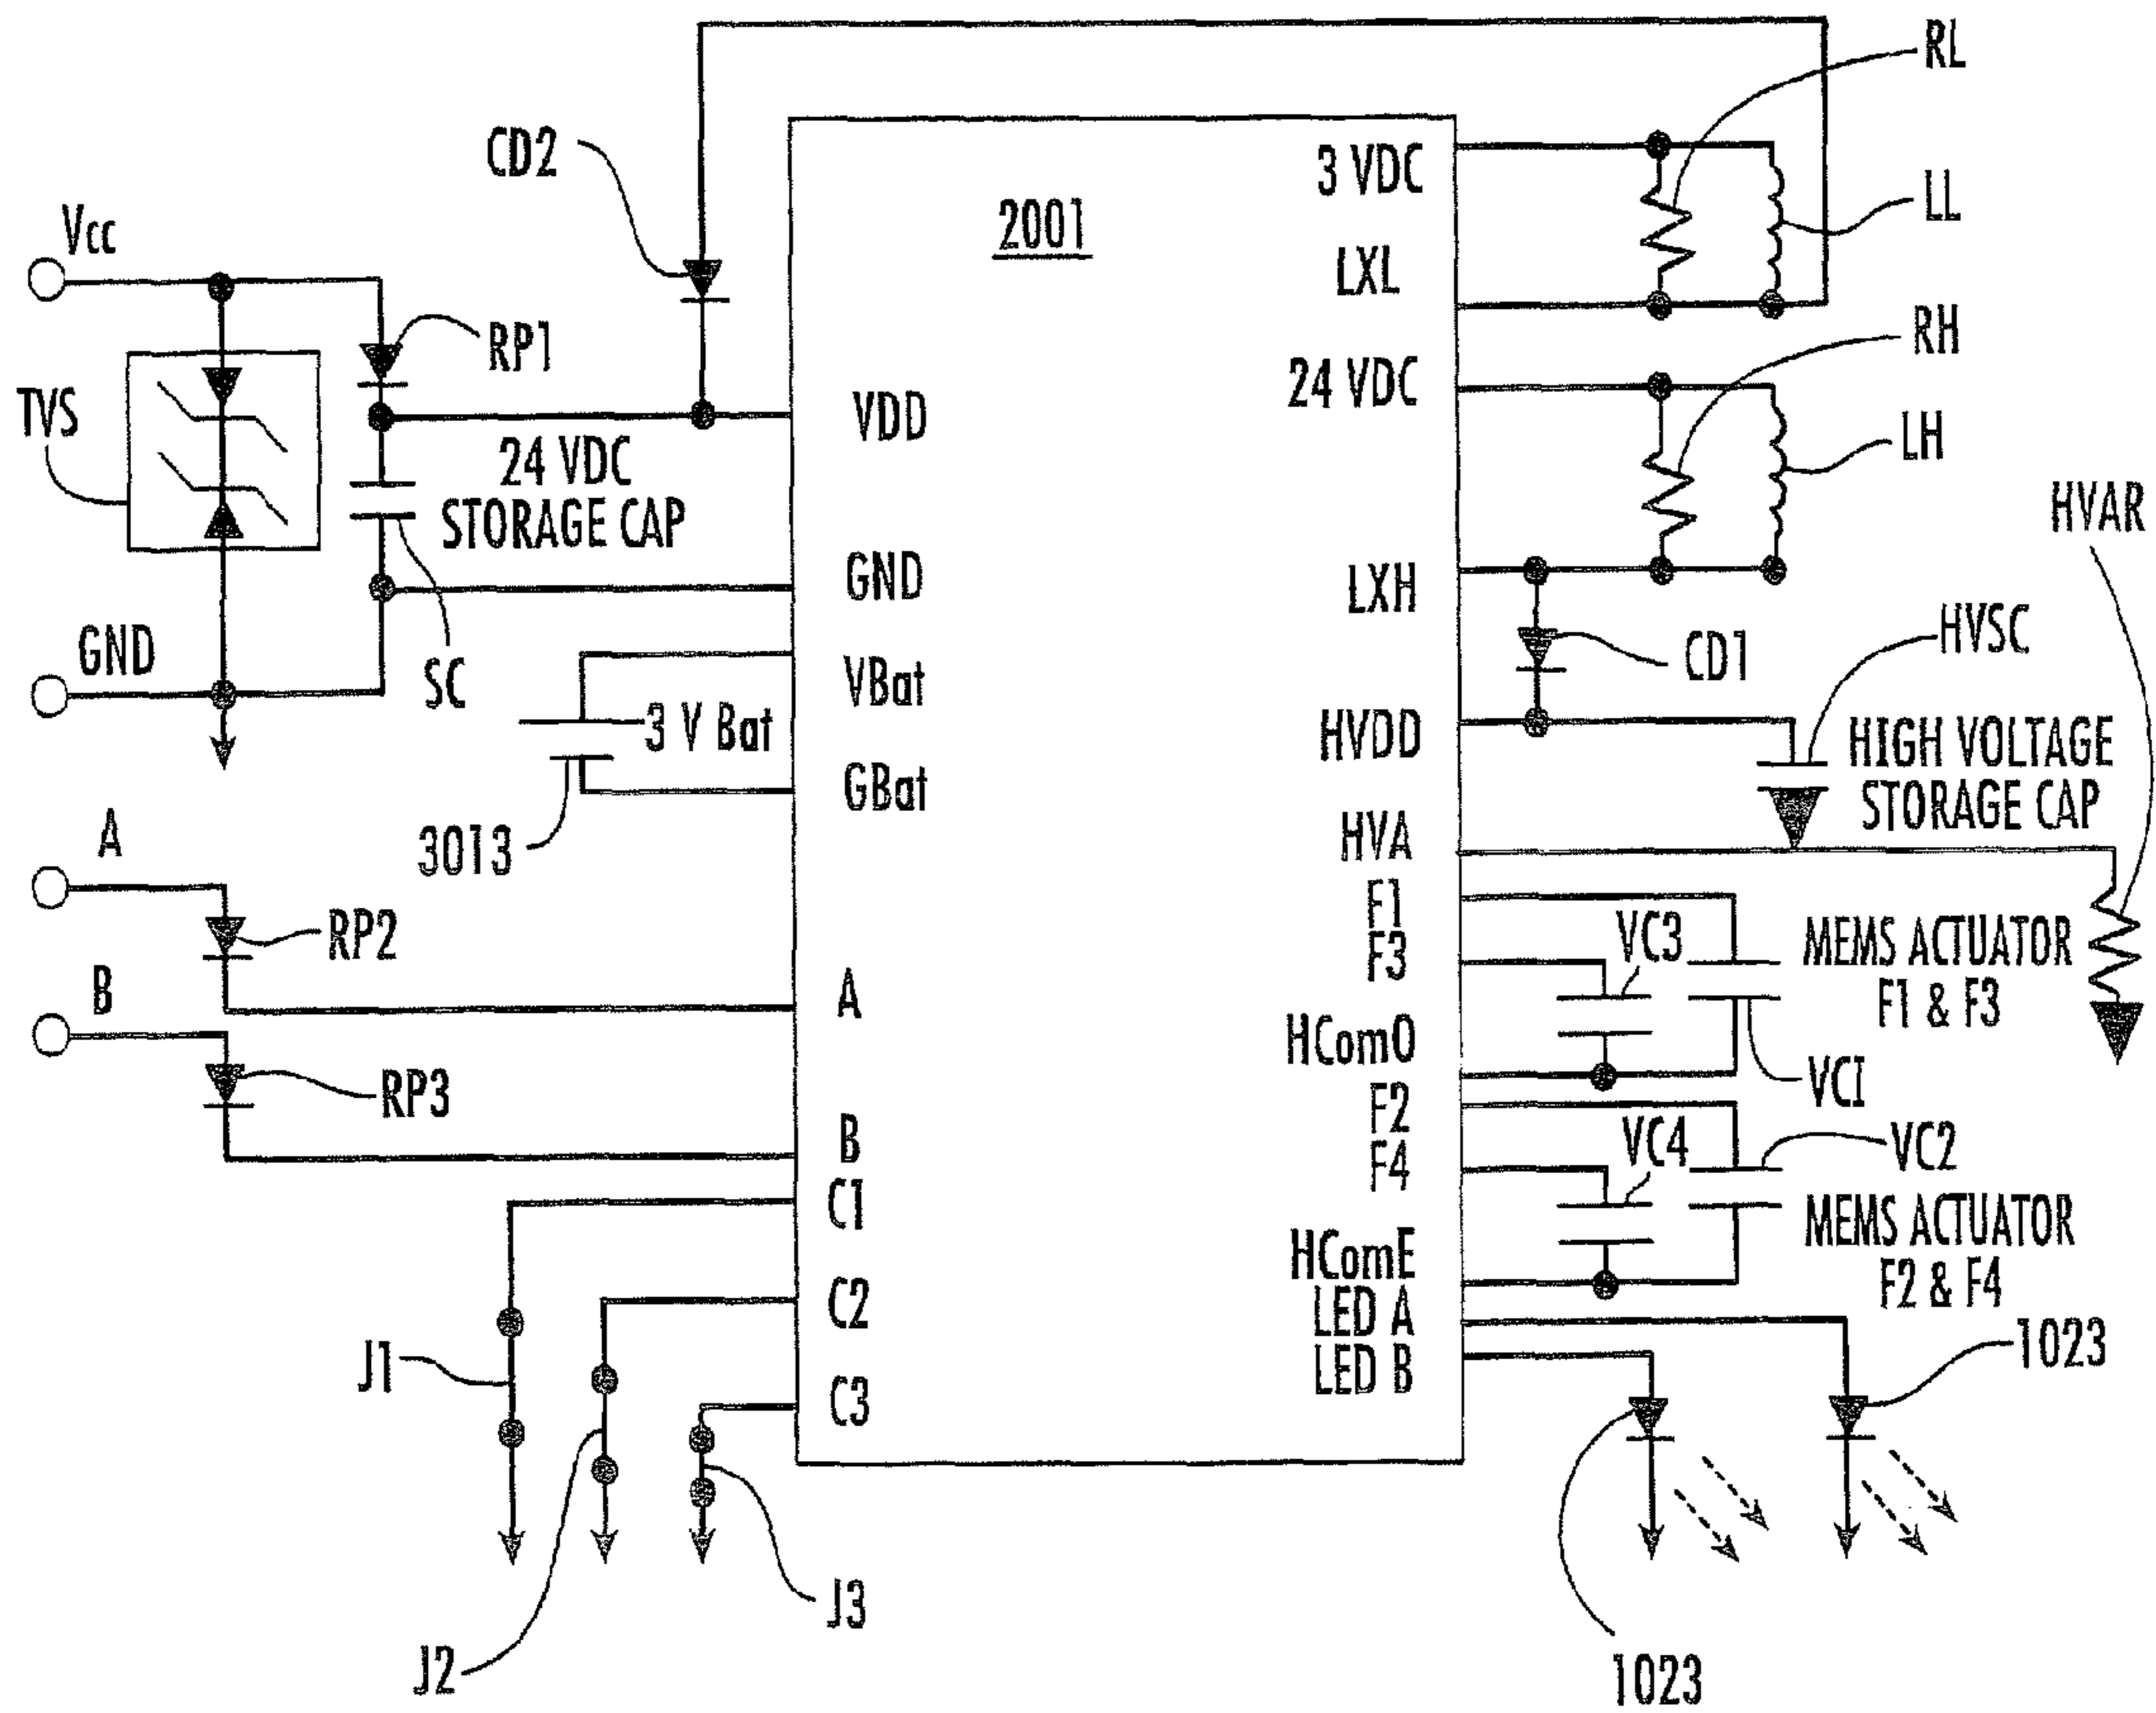 RL
CD2
2001
3 VDC
LL
Vcc
LXL
RP1
RH
TVS
VDD
24 VDC
LH
24 VDC
STORAGE CAP
HVAR
GND
LXH
GND
SC
CD1
HVSC
VBat
3 V Bat
HVDD
HIGH VOLTAGE
STORAGE CAP
GBat
3013
A
HVA
F1
RP2
VC3
MEMS ACTUATOR
F1 & F3
F3
B
A
HComO
RP3
VCI
F2
B
F4
VC4
VC2
C1
MEMS ACTUATOR
F2 & F4
HComE
C2
LED A
LED B
1023
J1
C3
J3
J2
1023